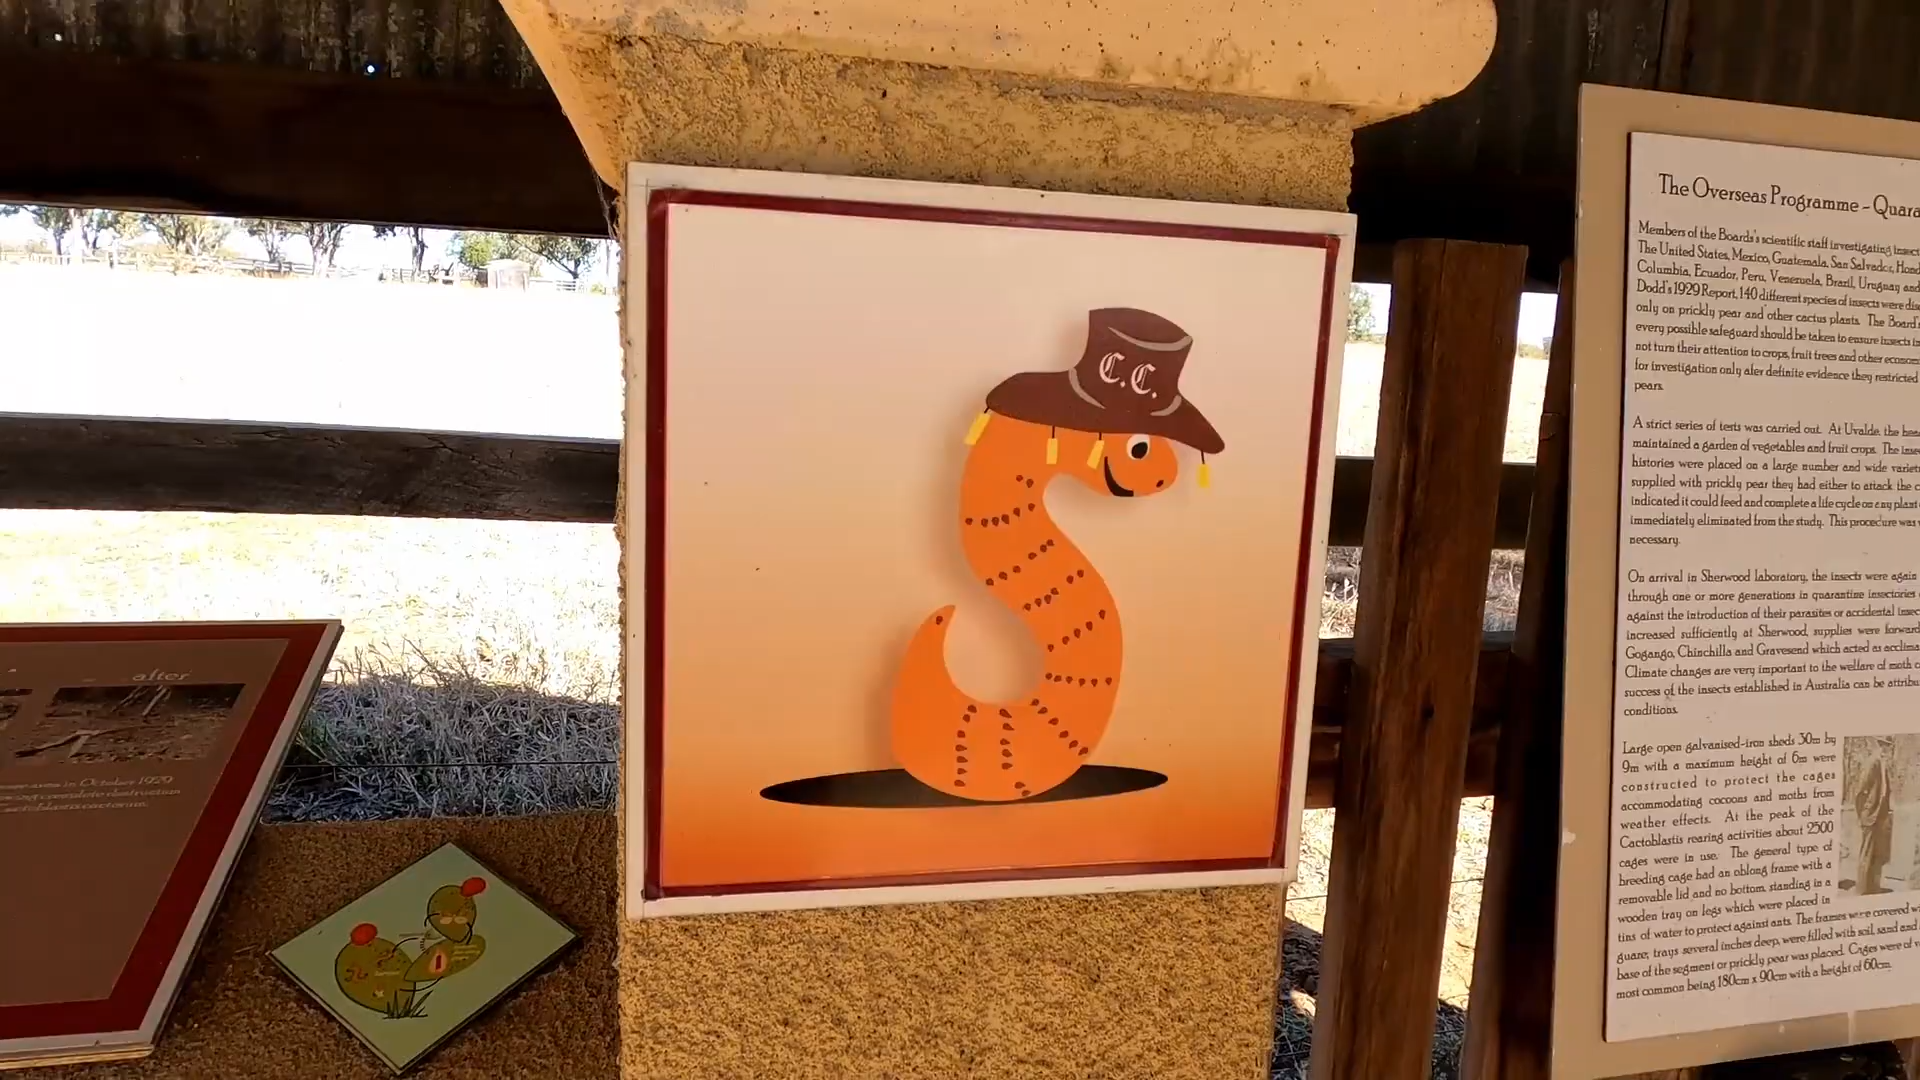 after
in October 1929
complete destruction
cactoblastis cactorum.
C.C.
The Overseas Programme - Quara
Members of the Boards's scientific staff investigating insect
The United States, Mexico, Guatemala, San Salvador, Hond
Columbia, Ecuador, Peru, Venezuela, Brazil, Uruguay and
Dodd's 1929 Report, 140 different species of insects were dis
only on prickly pear and other cactus plants. The Board's
every possible safeguard should be taken to ensure insects in
not turn their attention to crops, fruit trees and other econom
for investigation only afer definite evidence they restricted
pears.
A strict series of tests was carried out. At Uvalde, the hea
maintained a garden of vegetables and fruit crops. The inse
histories were placed on a large number and wide variet
supplied with prickly pear they had either to attack the c
indicated it could feed and complete a life cycle on any plant
immediately eliminated from the study. This procedure was
necessary.
On arrival in Sherwood laboratory, the insects were again
through one or more generations in quarantine insectories
against the introduction of their parasites or accidental insec
increased sufficiently at Sherwood, supplies were forward
Gogango, Chinchilla and Gravesend which acted as acclima
Climate changes are very important to the welfare of moth c
success of the insects established in Australia can be attribu
conditions.
Large open galvanised-iron sheds 30m by
9m with a maximum height of 6m were
constructed to protect the cages
accommodating cocoons and moths from
weather effects. At the peak of the
Cactoblastis rearing activities about 2500
cages were in use. The general type of
breeding cage had an oblong frame with a
removable lid and no bottom, standing in a
wooden tray on legs which were placed in
tins of water to protect against ants. The frames were covered wi
guaze; trays several inches deep, were filled with soil, sand and
base of the segment or prickly pear was placed. Cages were of v
most common being 180cm x 90cm with a height of 60cm.